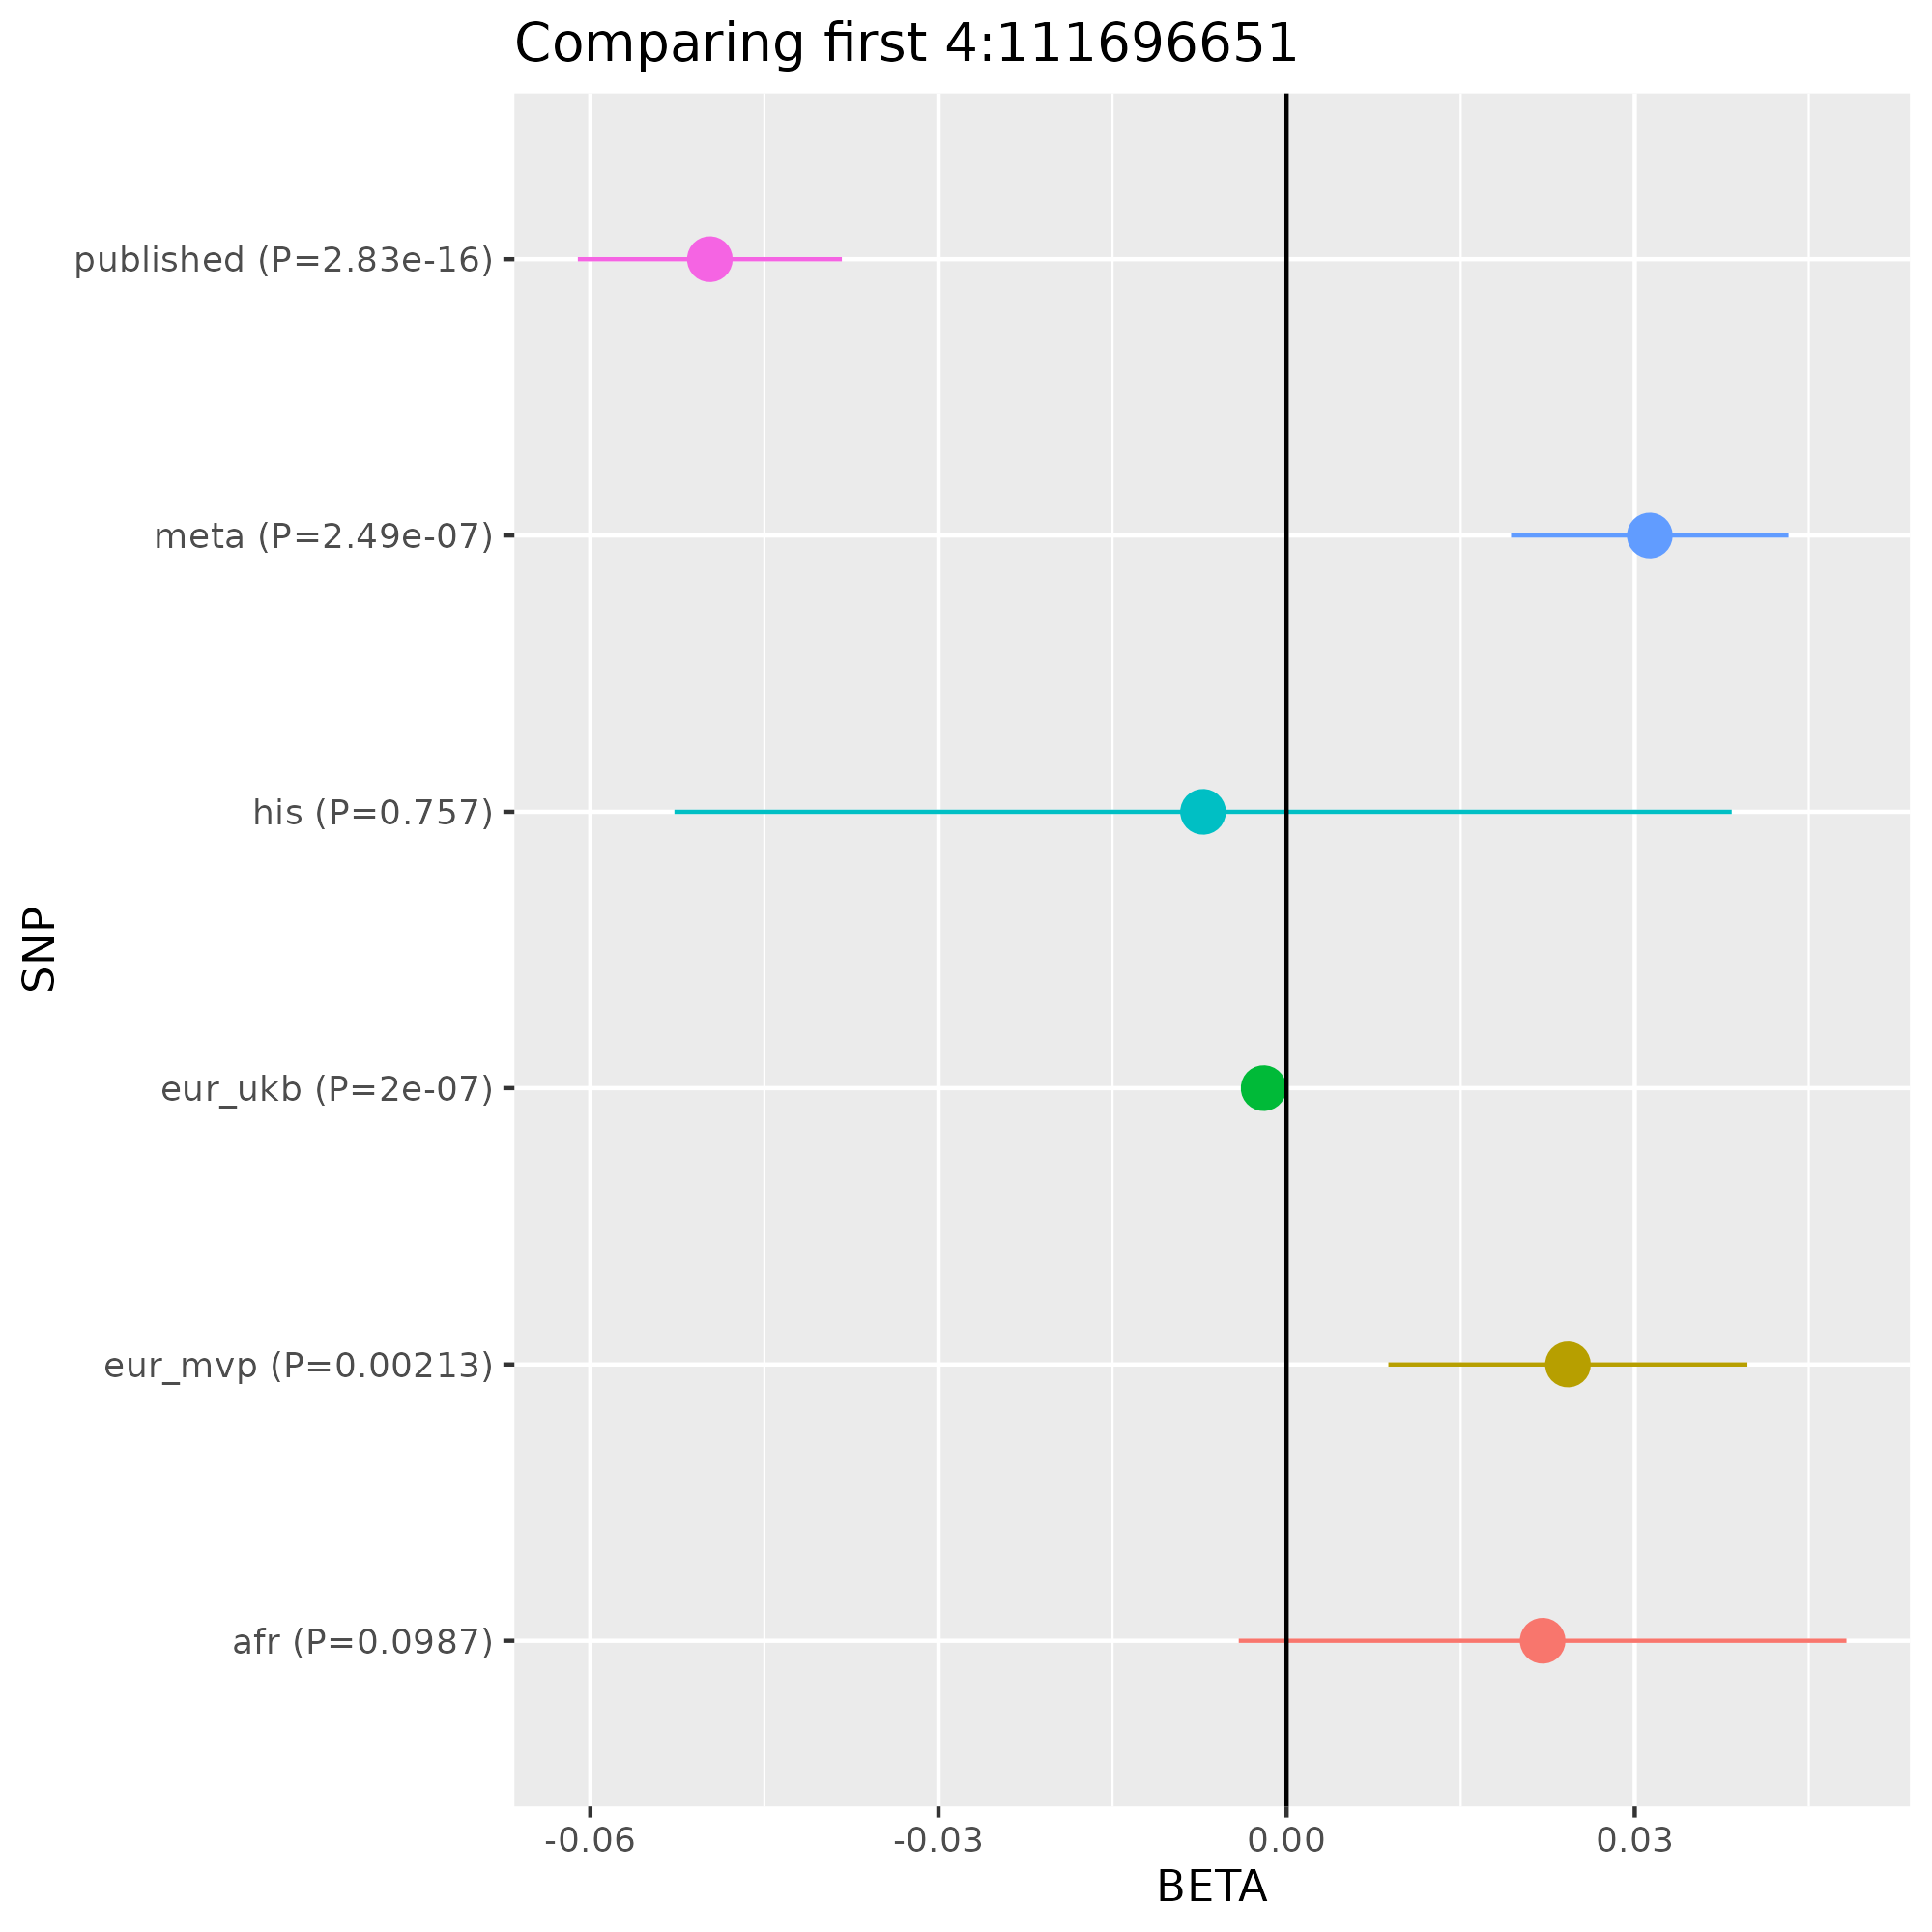 Comparing first 4:111696651
published (P=2.83e-16)
meta (P=2.49e-07)
his (P=0.757)
SNP
eur_ukb (P=2e-07)
eur_mvp (P=0.00213)
afr (P=0.0987)
-0.06
-0.03
0.00
0.03
BETA